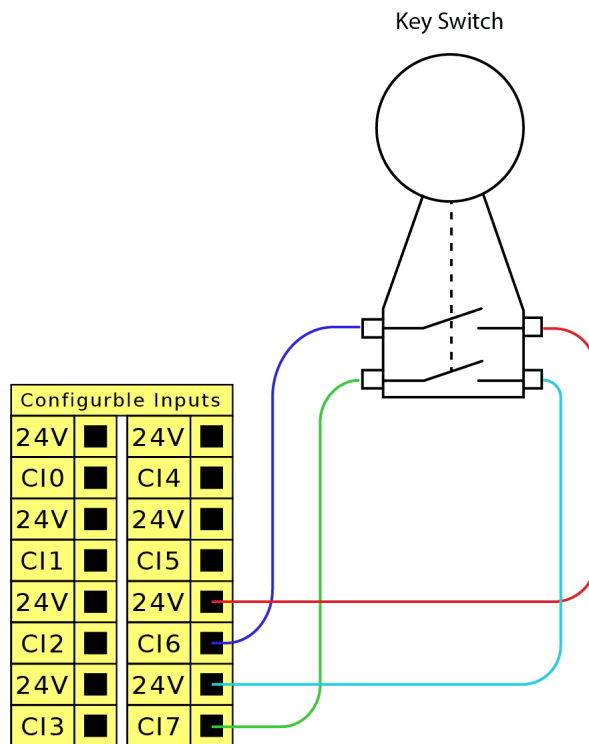 Key Switch
Configurble Inputs
24V 24V
CI0 CI4
24V 24V
CI1 CI5
24V 24V
CI2 CI6
24V 24V
CI3 CI7